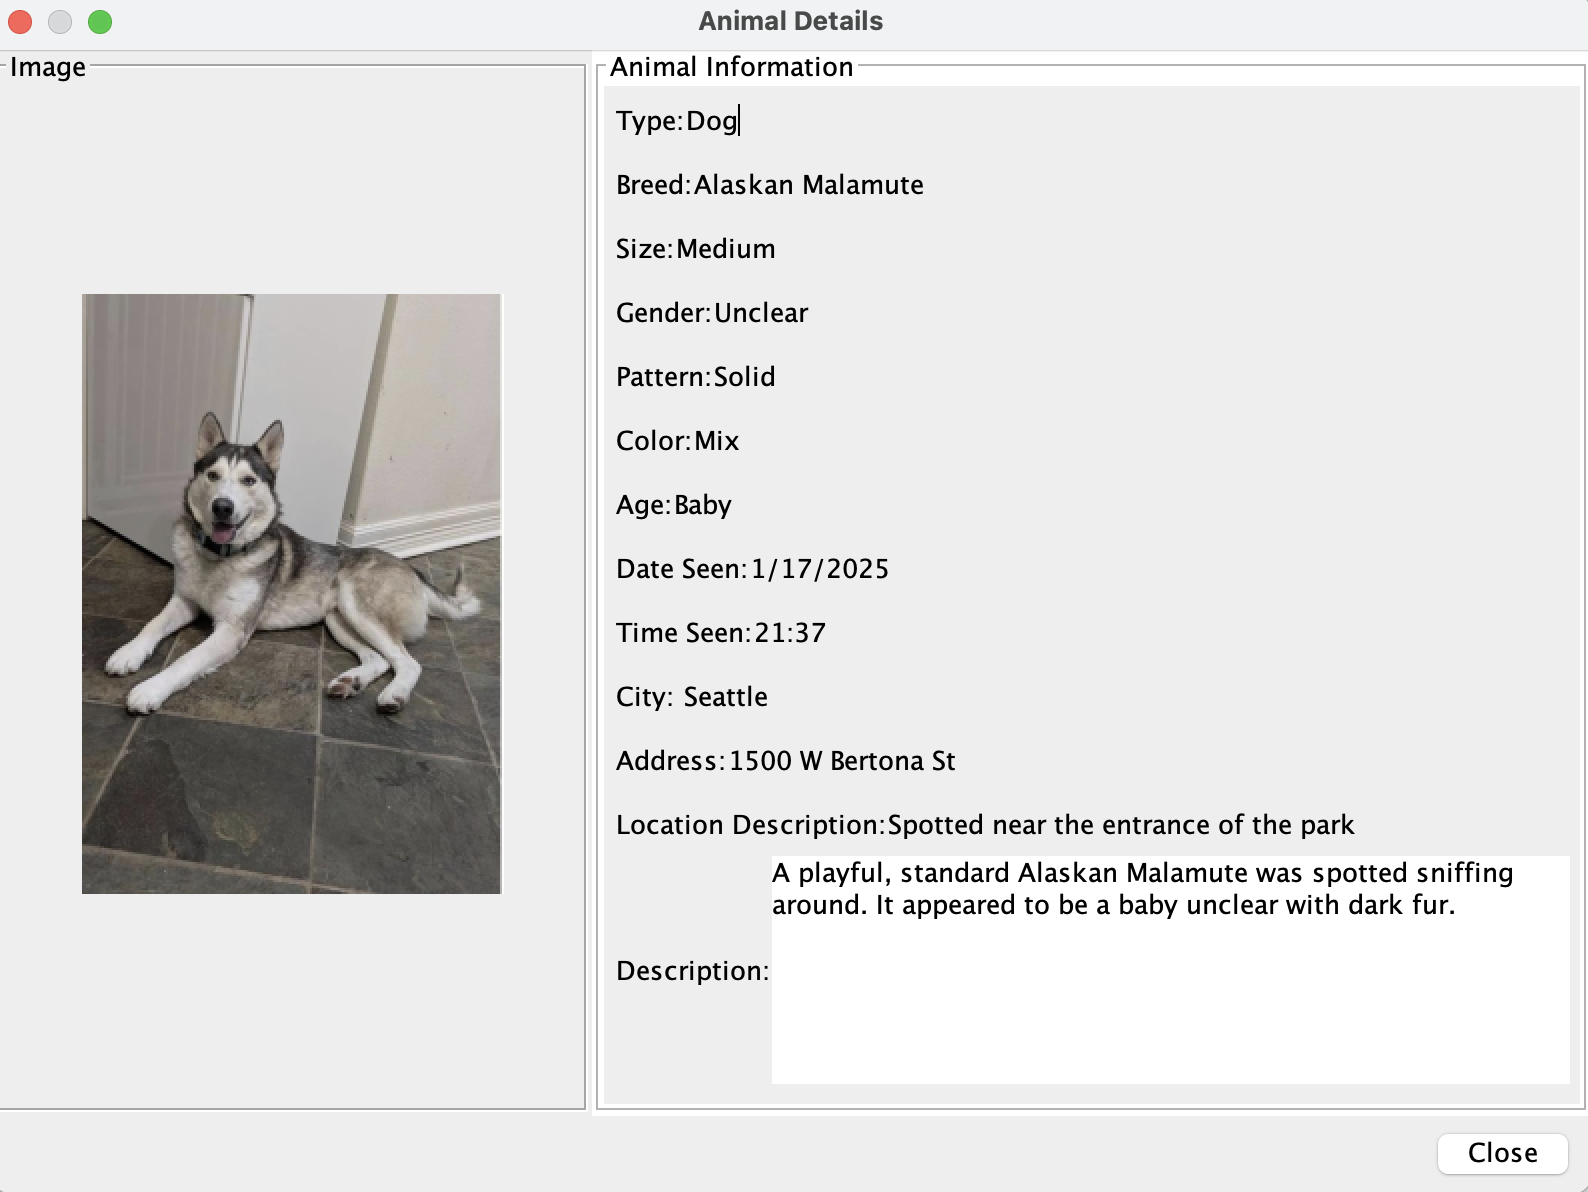 Animal Details
Image
Animal Information
Type:Dog
Breed:Alaskan Malamute
Size:Medium
Gender:Unclear
Pattern:Solid
Color:Mix
Age:Baby
Date Seen:1/17/2025
Time Seen:21:37
City: Seattle
Address:1500 W Bertona St
Location Description:Spotted near the entrance of the park
Description:
A playful, standard Alaskan Malamute was spotted sniffing
around. It appeared to be a baby unclear with dark fur.
Close